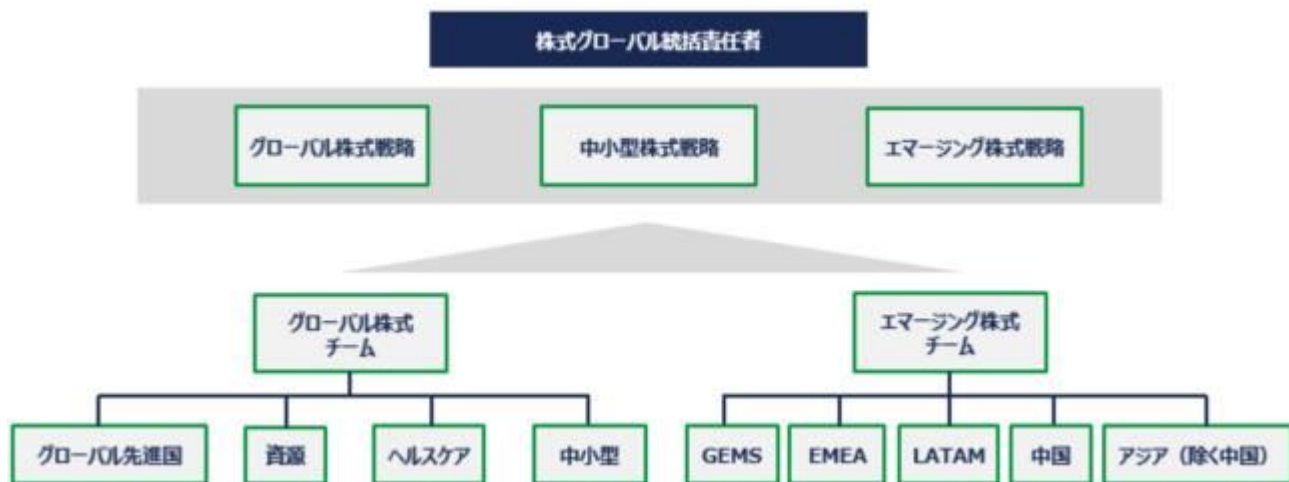 株式グローバル統括責任者
グローバル株式戦略
中小型株式戦略
エマージング株式戦略
グローバル株式
チーム
エマージング株式
チーム
グローバル先進国
資源
ヘルスケア
中小型
GEMS
EMEA
LATAM
中国
アジア（除く中国）